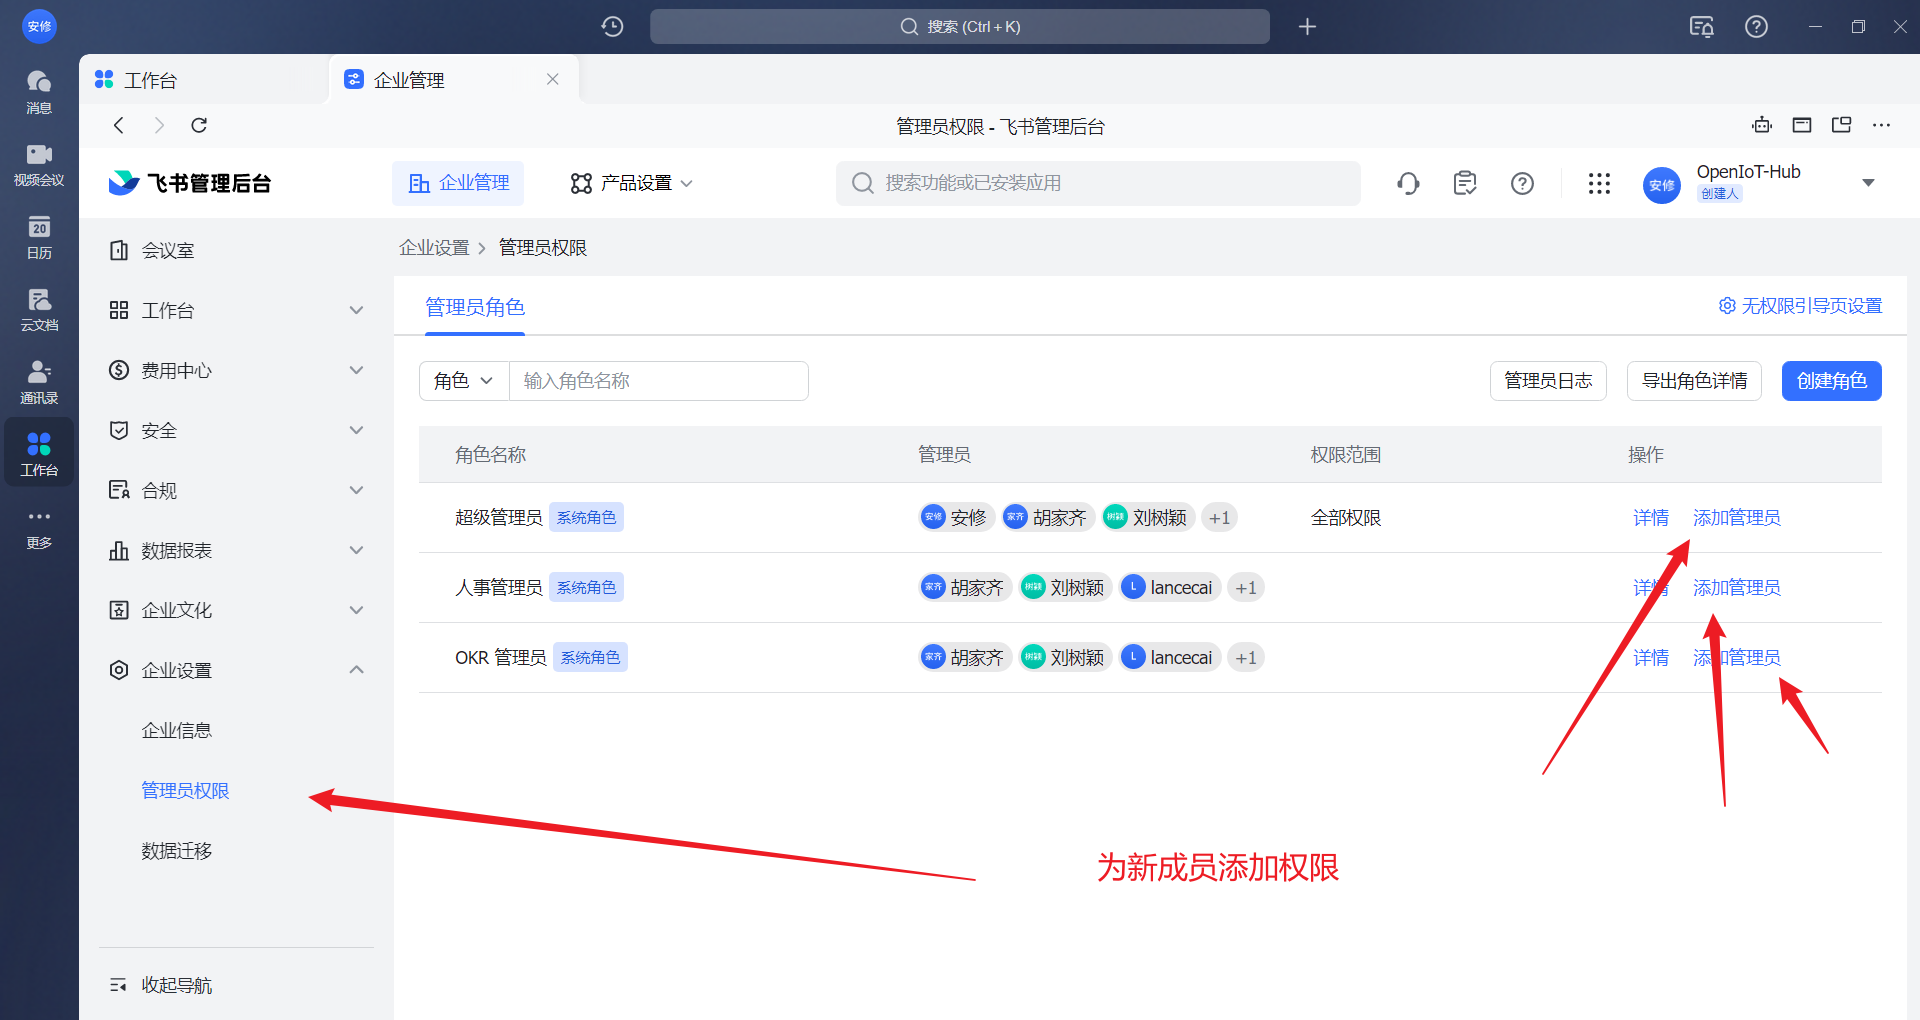 安修
搜索 (Ctrl + K)
消息
视频会议
20
日历
云文档
通讯录
工作台
更多
工作台
企业管理
管理员权限 - 飞书管理后台
飞书管理后台
企业管理
产品设置
搜索功能或已安装应用
安修
OpenIoT-Hub
创建人
会议室
工作台
费用中心
安全
合规
数据报表
企业文化
企业设置
企业信息
管理员权限
数据迁移
收起导航
企业设置 > 管理员权限
管理员角色
无权限引导页设置
角色
输入角色名称
管理员日志
导出角色详情
创建角色
角色名称 管理员 权限范围 操作
超级管理员 系统角色 安修 安修 家齐 胡家齐 树颖 刘树颖 +1 全部权限 详情 添加管理员
人事管理员 系统角色 家齐 胡家齐 树颖 刘树颖 L lancecai +1 详情 添加管理员
OKR 管理员 系统角色 家齐 胡家齐 树颖 刘树颖 L lancecai +1 详情 添加管理员
为新成员添加权限